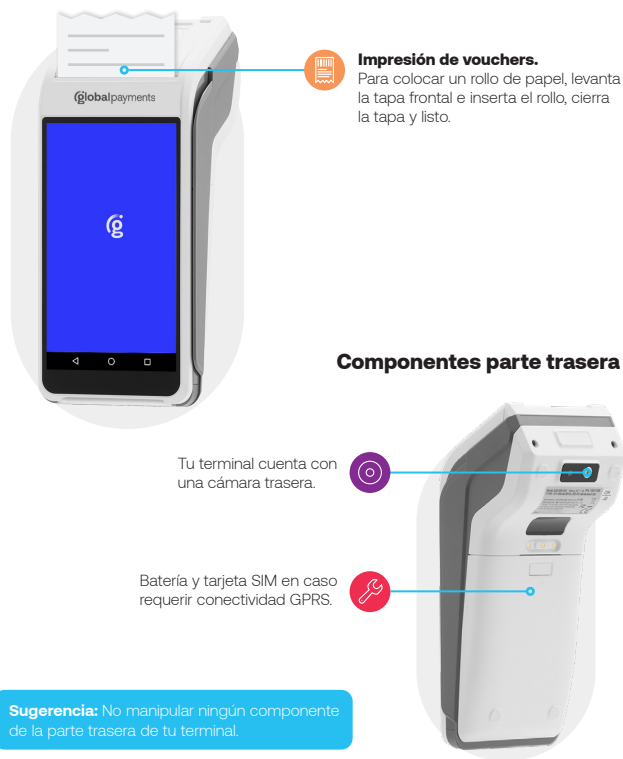 globalpayments
Impresión de vouchers.
Para colocar un rollo de papel, levanta
la tapa frontal e inserta el rollo, cierra
la tapa y listo.
g
Componentes parte trasera
Tu terminal cuenta con
una cámara trasera.
Batería y tarjeta SIM en caso
requerir conectividad GPRS.
Sugerencia: No manipular ningún componente
de la parte trasera de tu terminal.